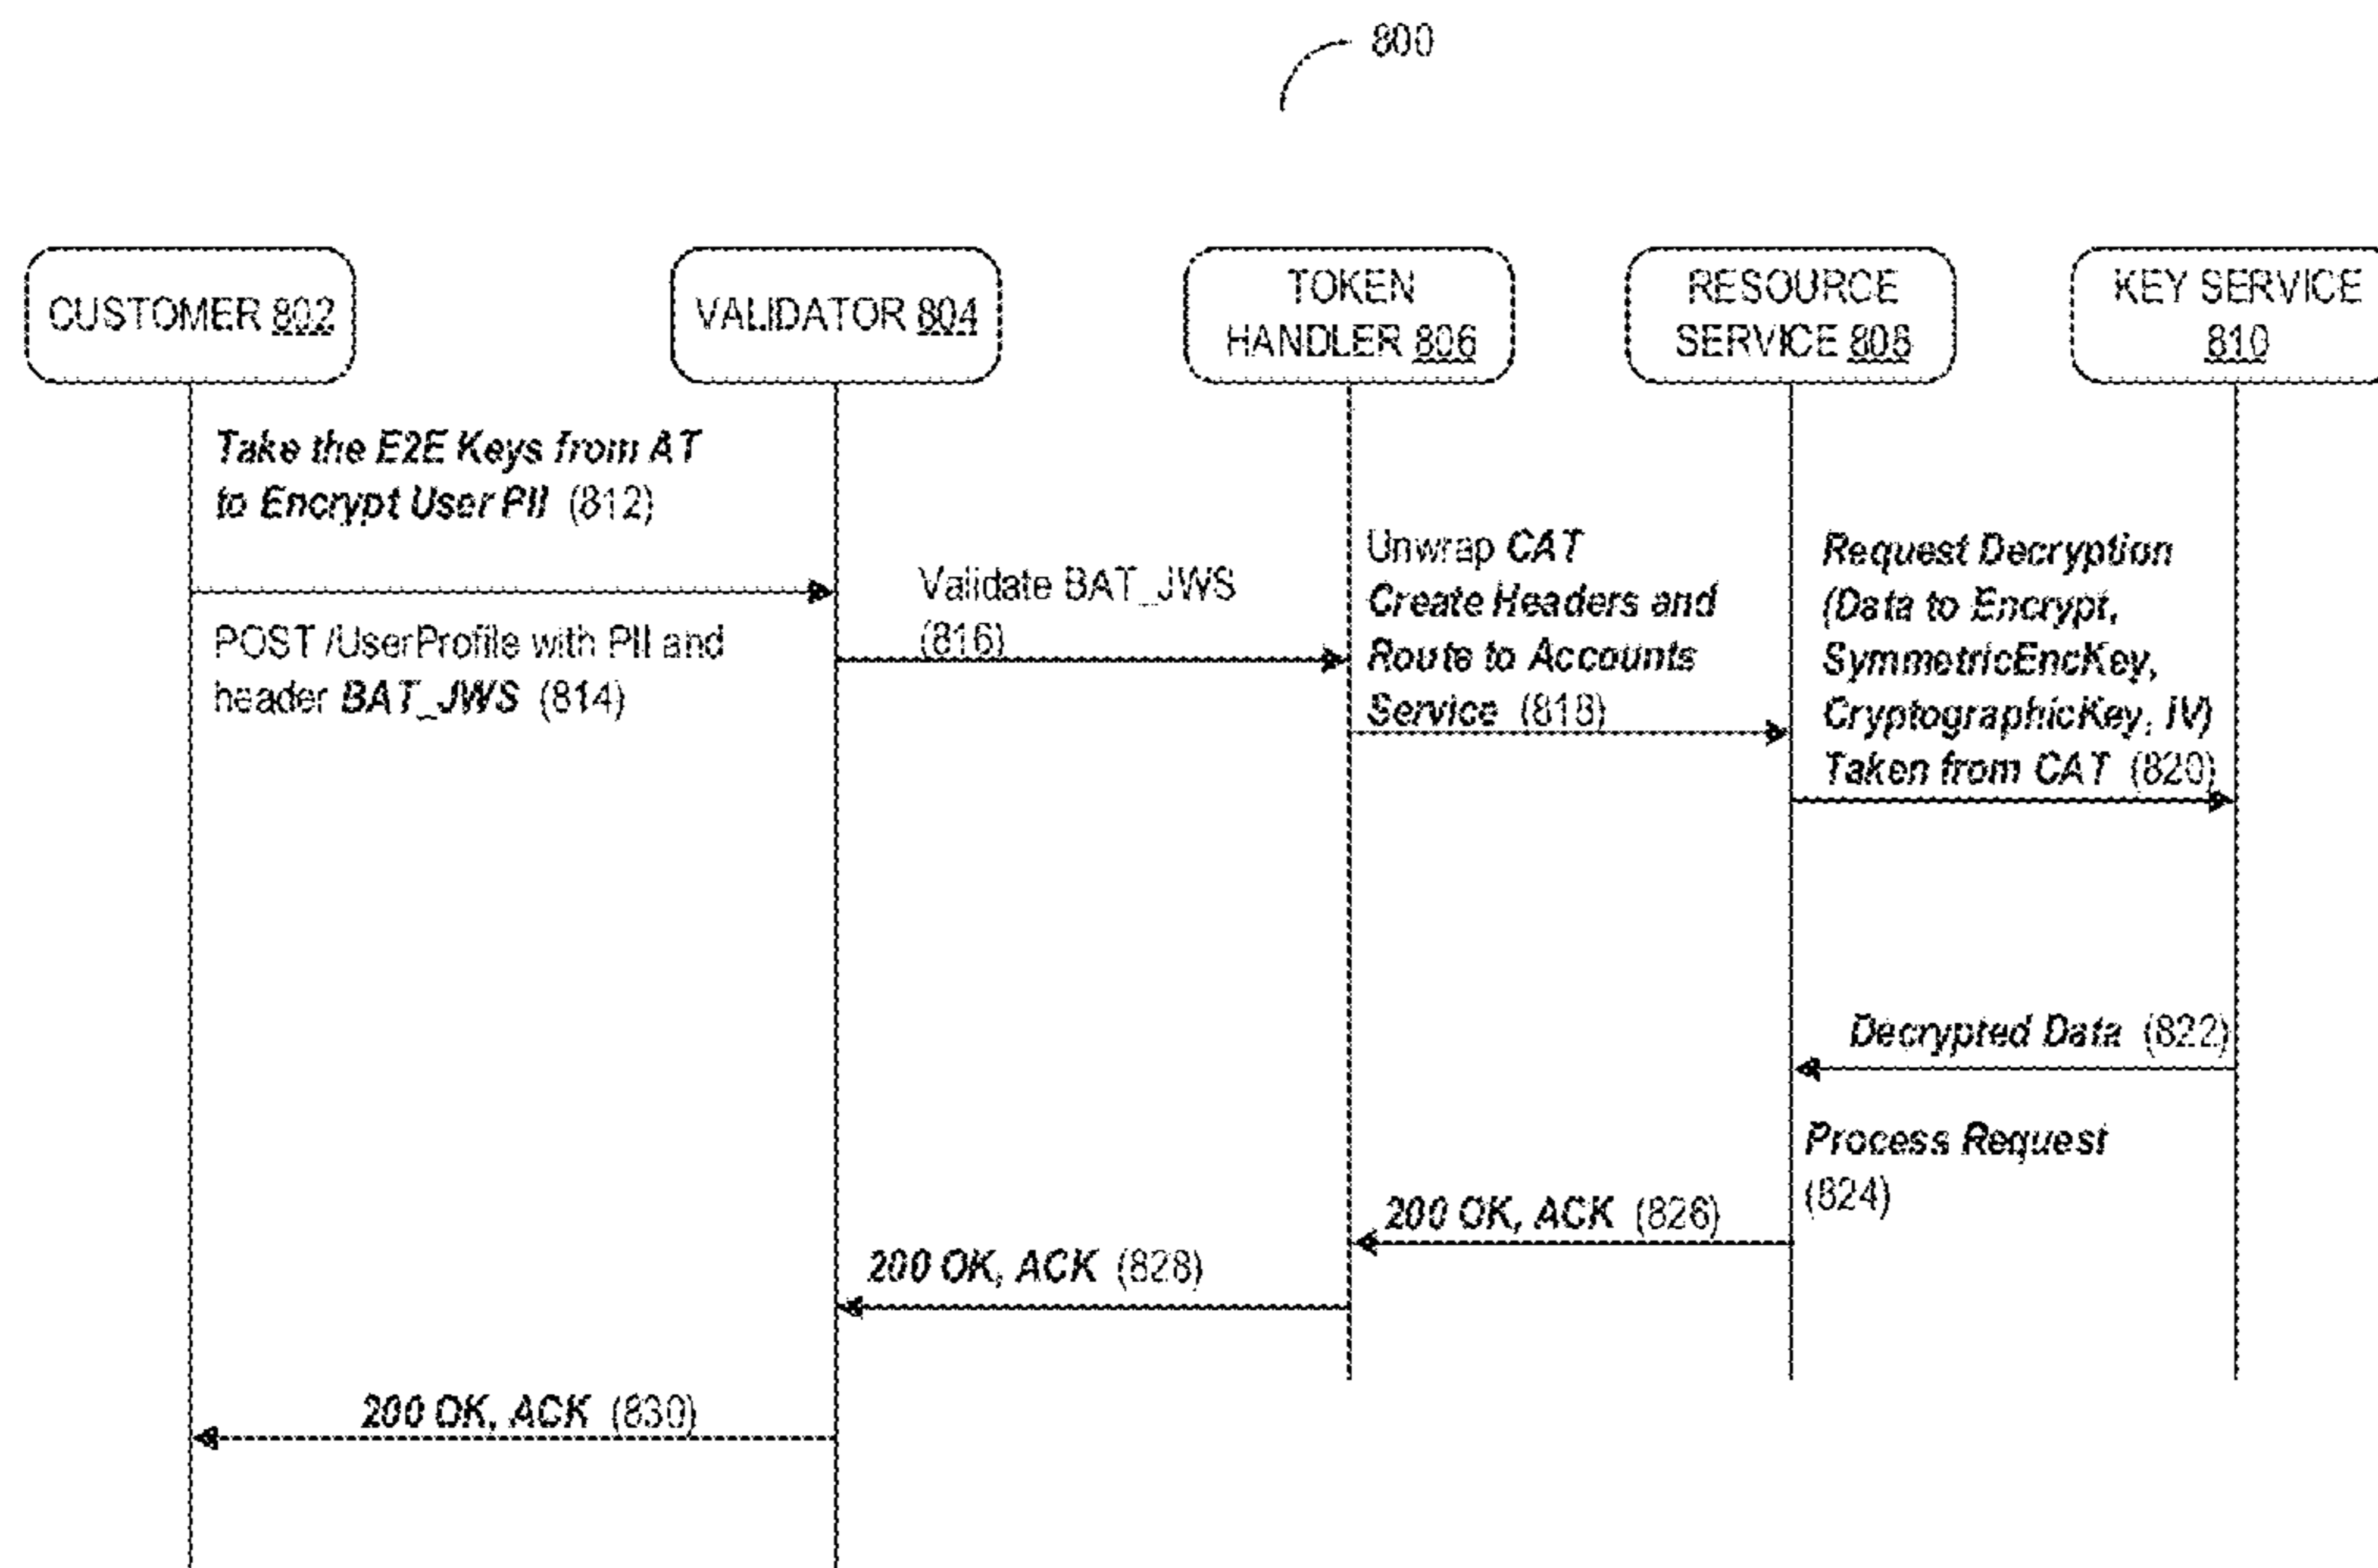 800
CUSTOMER 802
VALIDATOR 804
TOKEN
HANDLER 806
RESOURCE
SERVICE 808
KEY SERVICE
810
Take the E2E Keys from AT
to Encrypt User PII (812)
POST /UserProfile with PII and
header BAT_JWS (814)
Validate BAT_JWS
(816)
Unwrap CAT
Create Headers and
Route to Accounts
Service (818)
Request Decryption
(Data to Encrypt,
SymmetricEncKey,
CryptographicKey, IV)
Taken from CAT (820)
Decrypted Data (822)
Process Request
(824)
200 OK, ACK (826)
200 OK, ACK (828)
200 OK, ACK (830)